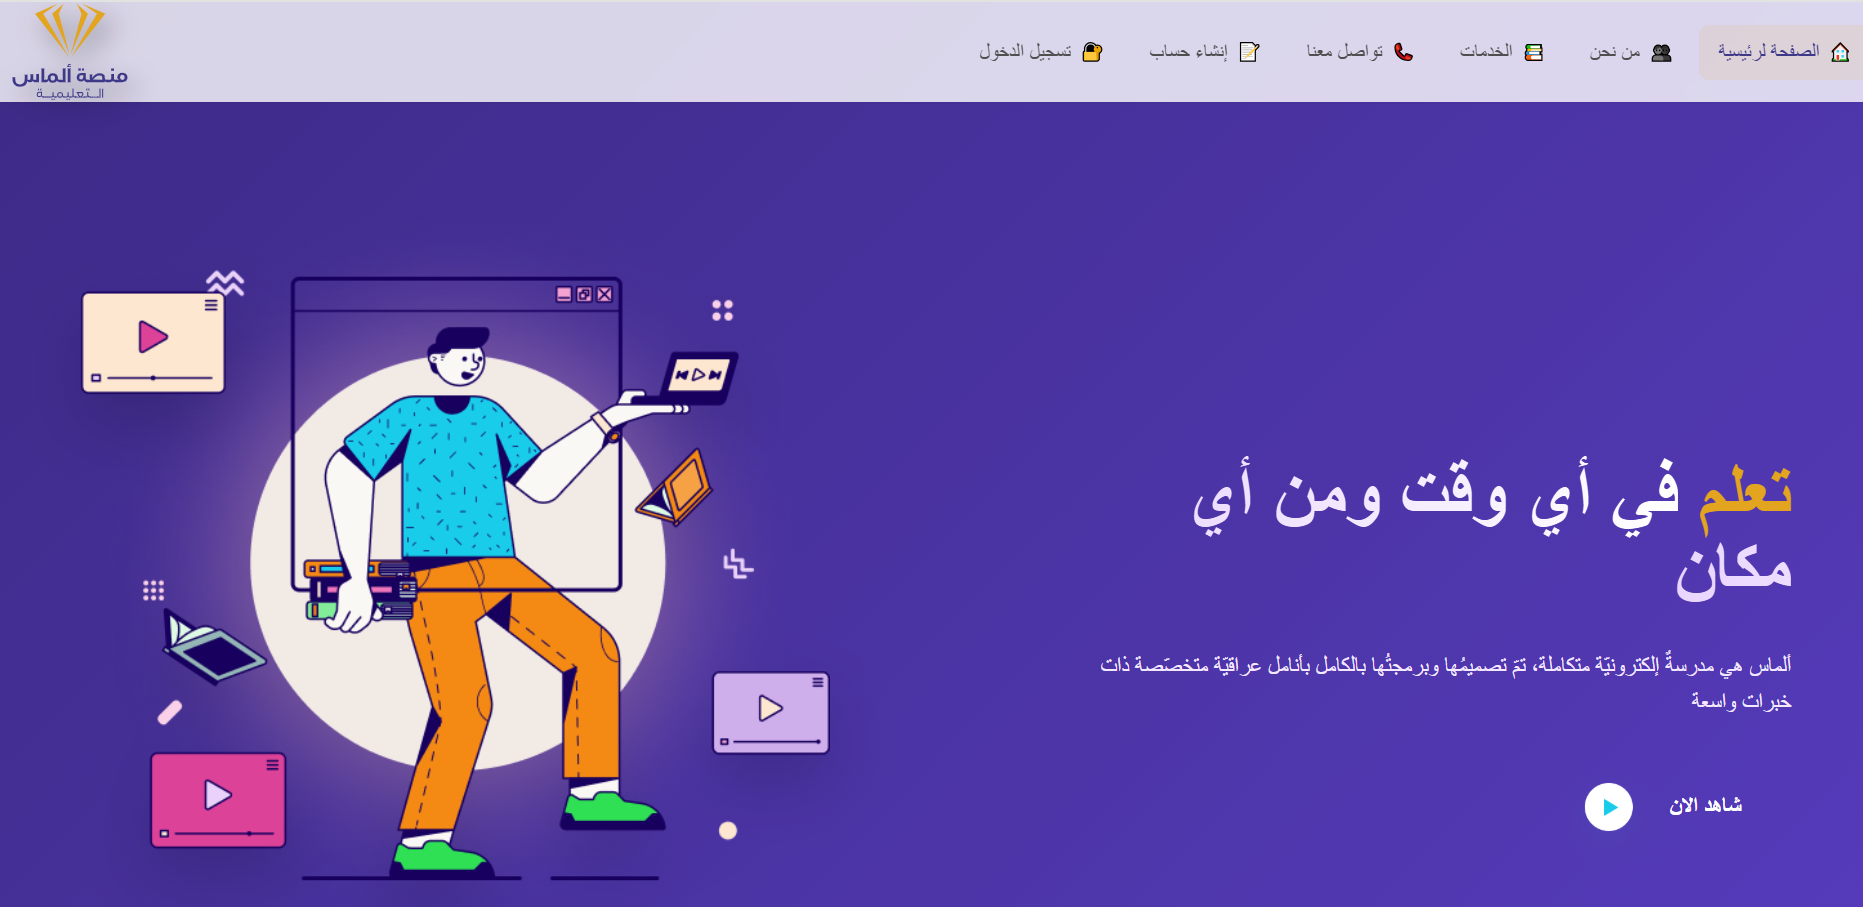 الصفحة لرئيسية
من نحن
الخدمات
تواصل معنا
إنشاء حساب
تسجيل الدخول
منصة ألماس
التعليمية
تعلم في أي وقت ومن أي
مكان
ألماس هي مدرسةٌ إلكترونيّة متكاملة، تمّ تصميمُها وبرمجتُها بالكامل بأنامل عراقيّة متخصّصة ذات
خبرات واسعة
شاهد الان